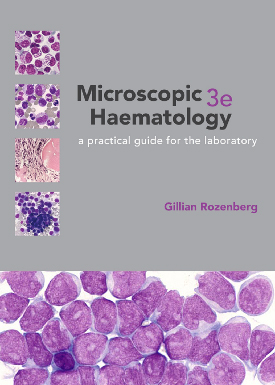 Microscopic 3e
Haematology
a practical guide for the laboratory
Gillian Rozenberg